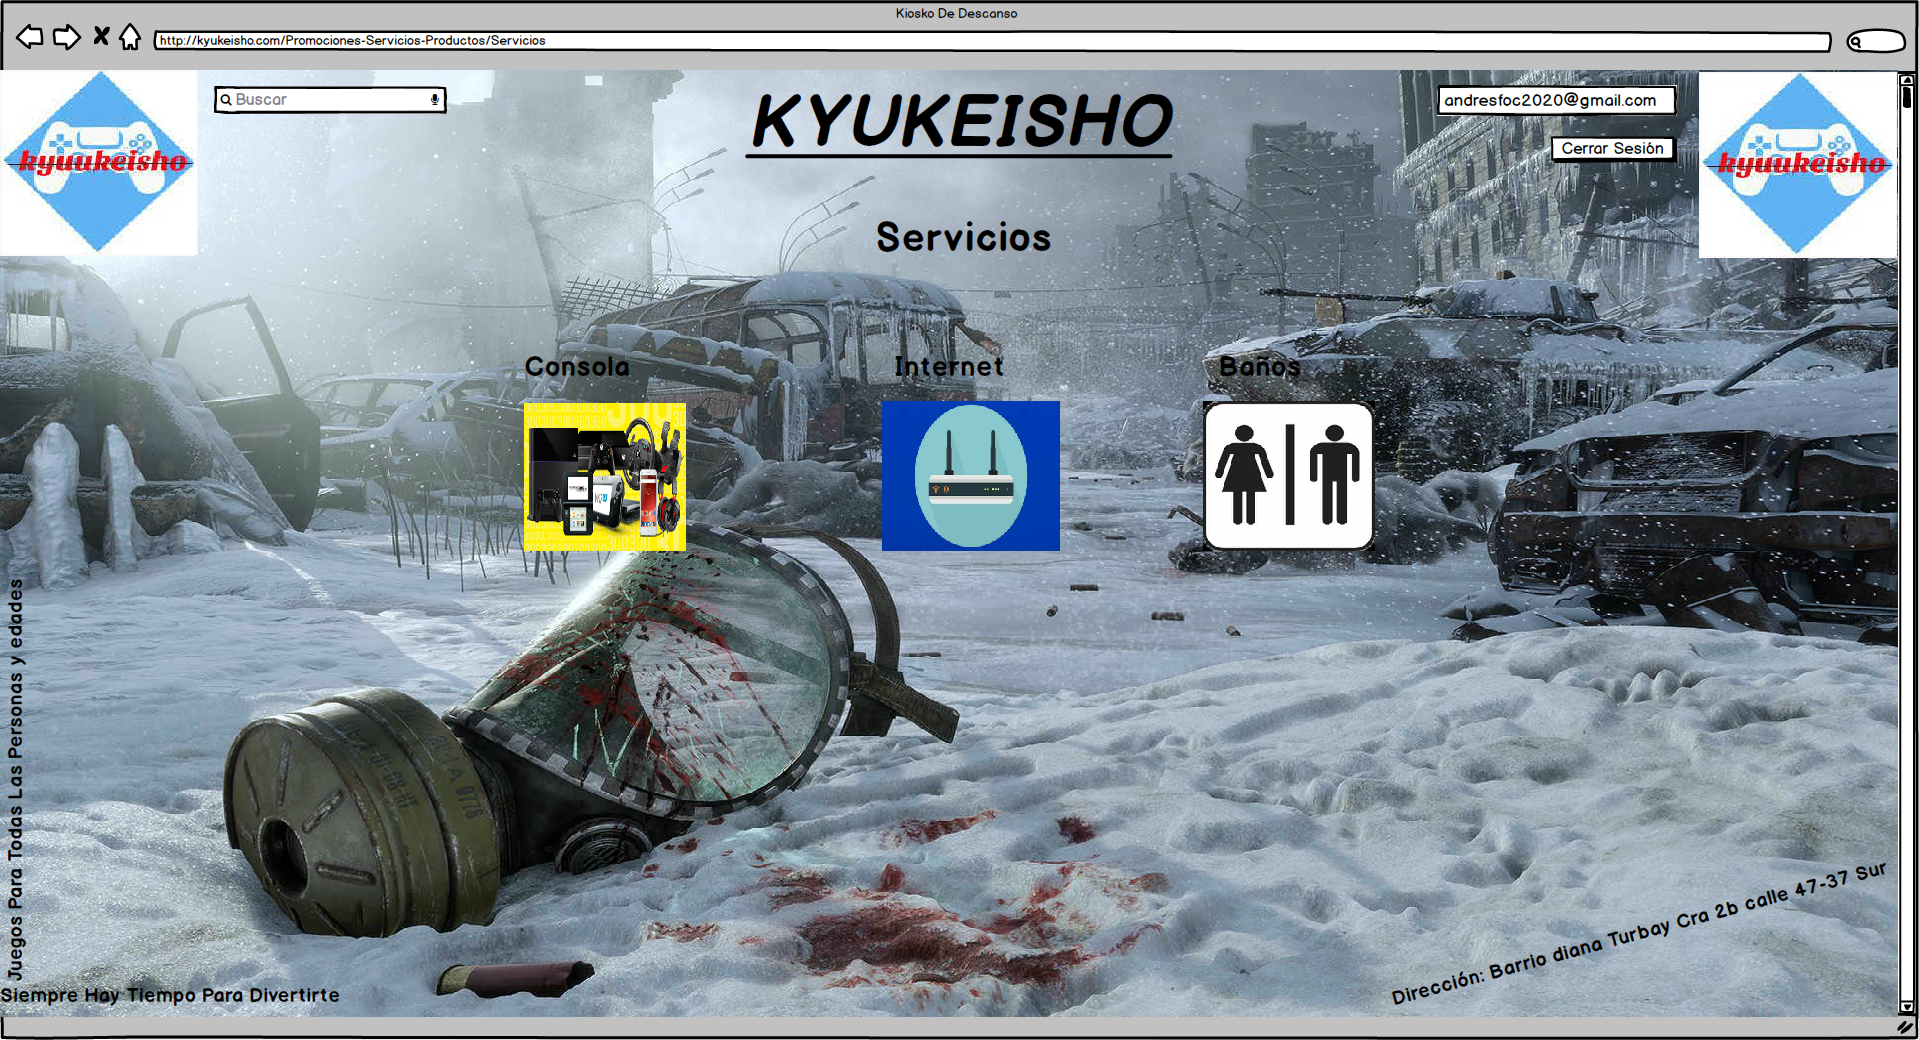 Kiosko De Descanso
http://kyukeisho.com/Promociones-Servicios-Productos/Servicios
kyuukeisho
Buscar
KYUKEISHO
andresfoc2020@gmail.com
Cerrar Sesión
kyuukeisho
Servicios
Consola
Internet
Baños
Juegos Para Todas Las Personas y edades
Siempre Hay Tiempo Para Divertirte
Dirección: Barrio diana Turbay Cra 2b calle 47-37 Sur